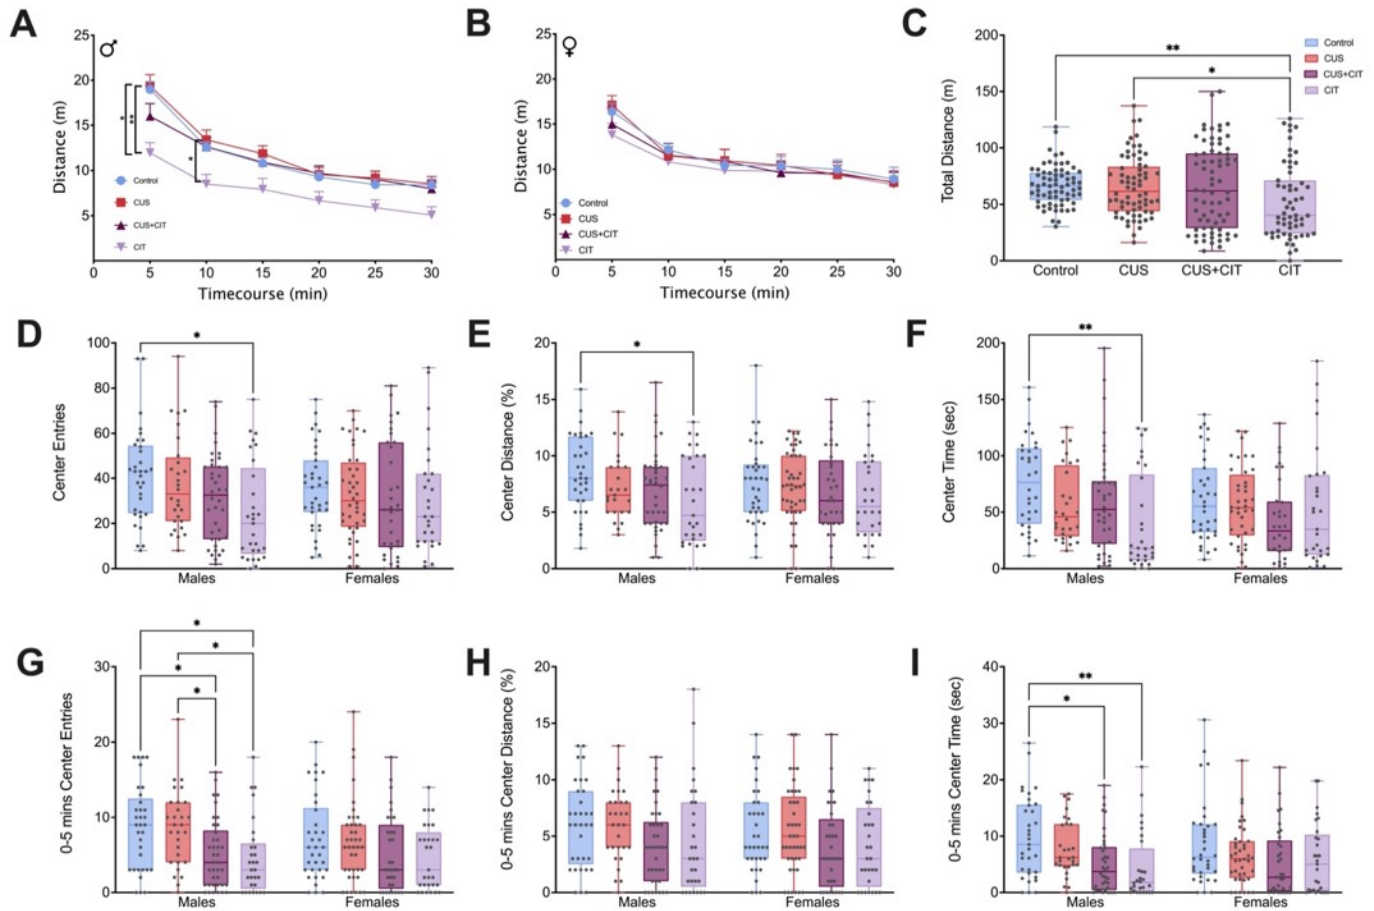 A
♂
25
20
15
10
5
0
5
10
15
20
25
30
Distance (m)
Timecourse (min)
*
**
*
Control
CUS
CUS+CIT
CIT
B
♀
25
20
15
10
5
0
5
10
15
20
25
30
Distance (m)
Timecourse (min)
Control
CUS
CUS+CIT
CIT
C
200
150
100
50
0
Total Distance (m)
**
*
Control
CUS
CUS+CIT
CIT
Control
CUS
CUS+CIT
CIT
D
100
80
60
40
20
0
Center Entries
*
Males
Females
E
20
15
10
5
0
Center Distance (%)
*
Males
Females
F
200
150
100
50
0
Center Time (sec)
**
Males
Females
G
30
20
10
0
0-5 mins Center Entries
*
*
*
*
Males
Females
H
20
15
10
5
0
0-5 mins Center Distance (%)
Males
Females
I
40
30
20
10
0
0-5 mins Center Time (sec)
**
*
Males
Females